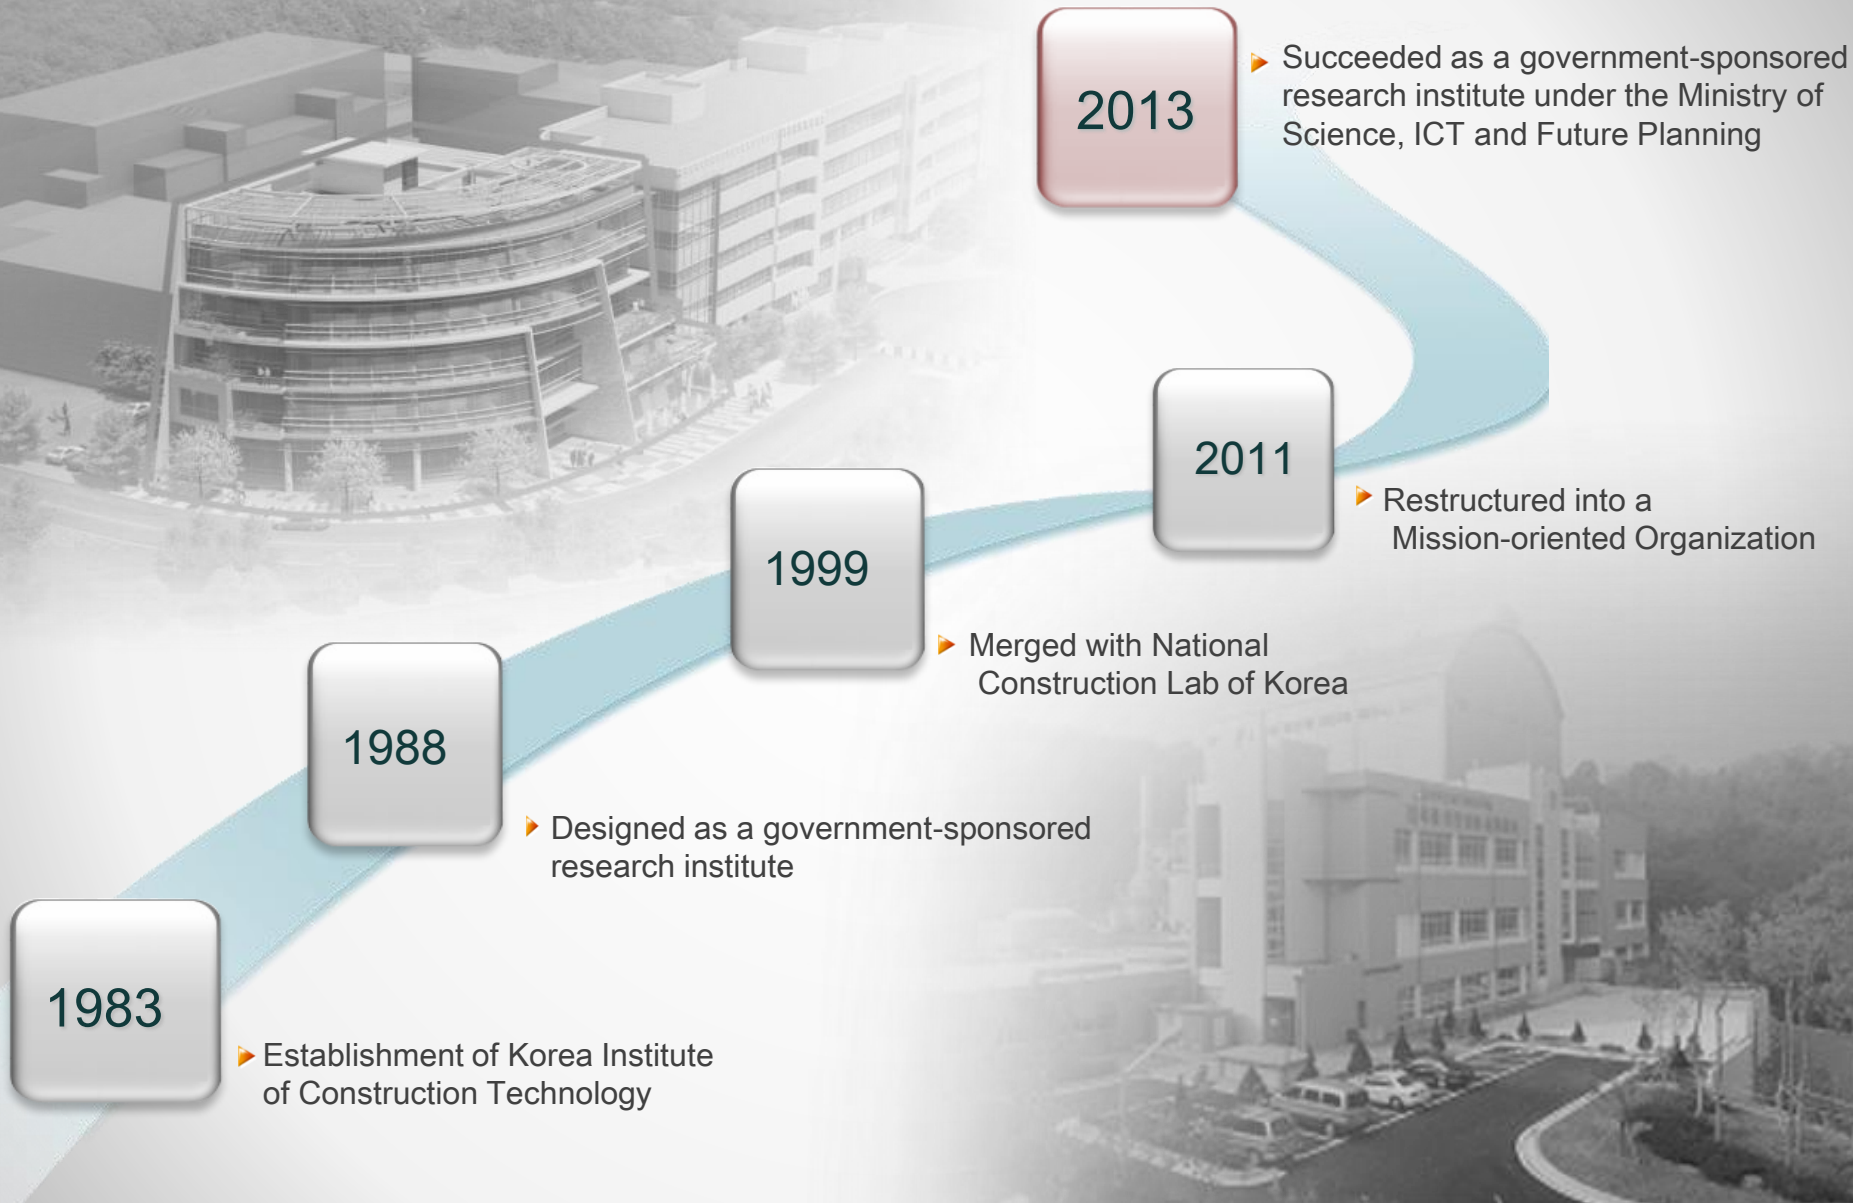 2013
Succeeded as a government-sponsored
research institute under the Ministry of
Science, ICT and Future Planning
2011
Restructured into a
Mission-oriented Organization
1999
Merged with National
Construction Lab of Korea
1988
Designed as a government-sponsored
research institute
1983
Establishment of Korea Institute
of Construction Technology